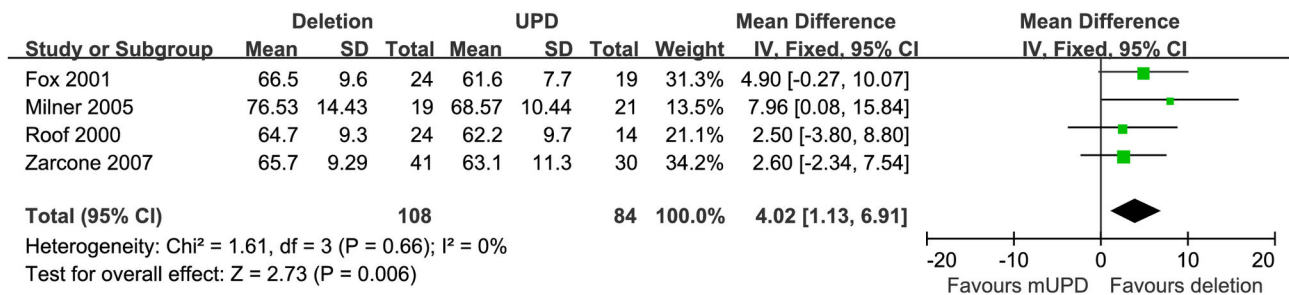 Deletion UPD Mean Difference Mean Difference
Study or Subgroup Mean SD Total Mean SD Total Weight IV, Fixed, 95% CI IV, Fixed, 95% CI
Fox 2001 66.5 9.6 24 61.6 7.7 19 31.3% 4.90 [-0.27, 10.07]
Milner 2005 76.53 14.43 19 68.57 10.44 21 13.5% 7.96 [0.08, 15.84]
Roof 2000 64.7 9.3 24 62.2 9.7 14 21.1% 2.50 [-3.80, 8.80]
Zarcone 2007 65.7 9.29 41 63.1 11.3 30 34.2% 2.60 [-2.34, 7.54]
Total (95% CI) 108 84 100.0% 4.02 [1.13, 6.91]
Heterogeneity: Chi² = 1.61, df = 3 (P = 0.66); I² = 0%
Test for overall effect: Z = 2.73 (P = 0.006)
-20 -10 0 10 20
Favours mUPD Favours deletion